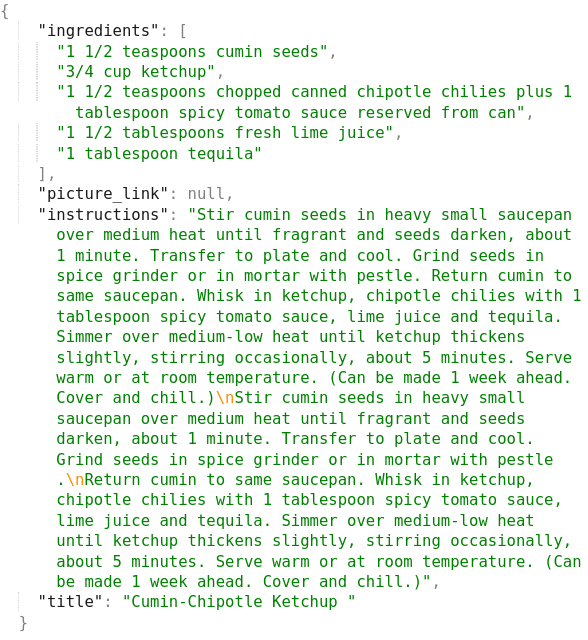 {
"ingredients": [
"1 1/2 teaspoons cumin seeds",
"3/4 cup ketchup",
"1 1/2 teaspoons chopped canned chipotle chilies plus 1
tablespoon spicy tomato sauce reserved from can",
"1 1/2 tablespoons fresh lime juice",
"1 tablespoon tequila"
],
"picture_link": null,
"instructions": "Stir cumin seeds in heavy small saucepan
over medium heat until fragrant and seeds darken, about
1 minute. Transfer to plate and cool. Grind seeds in
spice grinder or in mortar with pestle. Return cumin to
same saucepan. Whisk in ketchup, chipotle chilies with 1
tablespoon spicy tomato sauce, lime juice and tequila.
Simmer over medium-low heat until ketchup thickens
slightly, stirring occasionally, about 5 minutes. Serve
warm or at room temperature. (Can be made 1 week ahead.
Cover and chill.)\nStir cumin seeds in heavy small
saucepan over medium heat until fragrant and seeds
darken, about 1 minute. Transfer to plate and cool.
Grind seeds in spice grinder or in mortar with pestle
.\nReturn cumin to same saucepan. Whisk in ketchup,
chipotle chilies with 1 tablespoon spicy tomato sauce,
lime juice and tequila. Simmer over medium-low heat
until ketchup thickens slightly, stirring occasionally,
about 5 minutes. Serve warm or at room temperature. (Can
be made 1 week ahead. Cover and chill.)",
"title": "Cumin-Chipotle Ketchup "
}